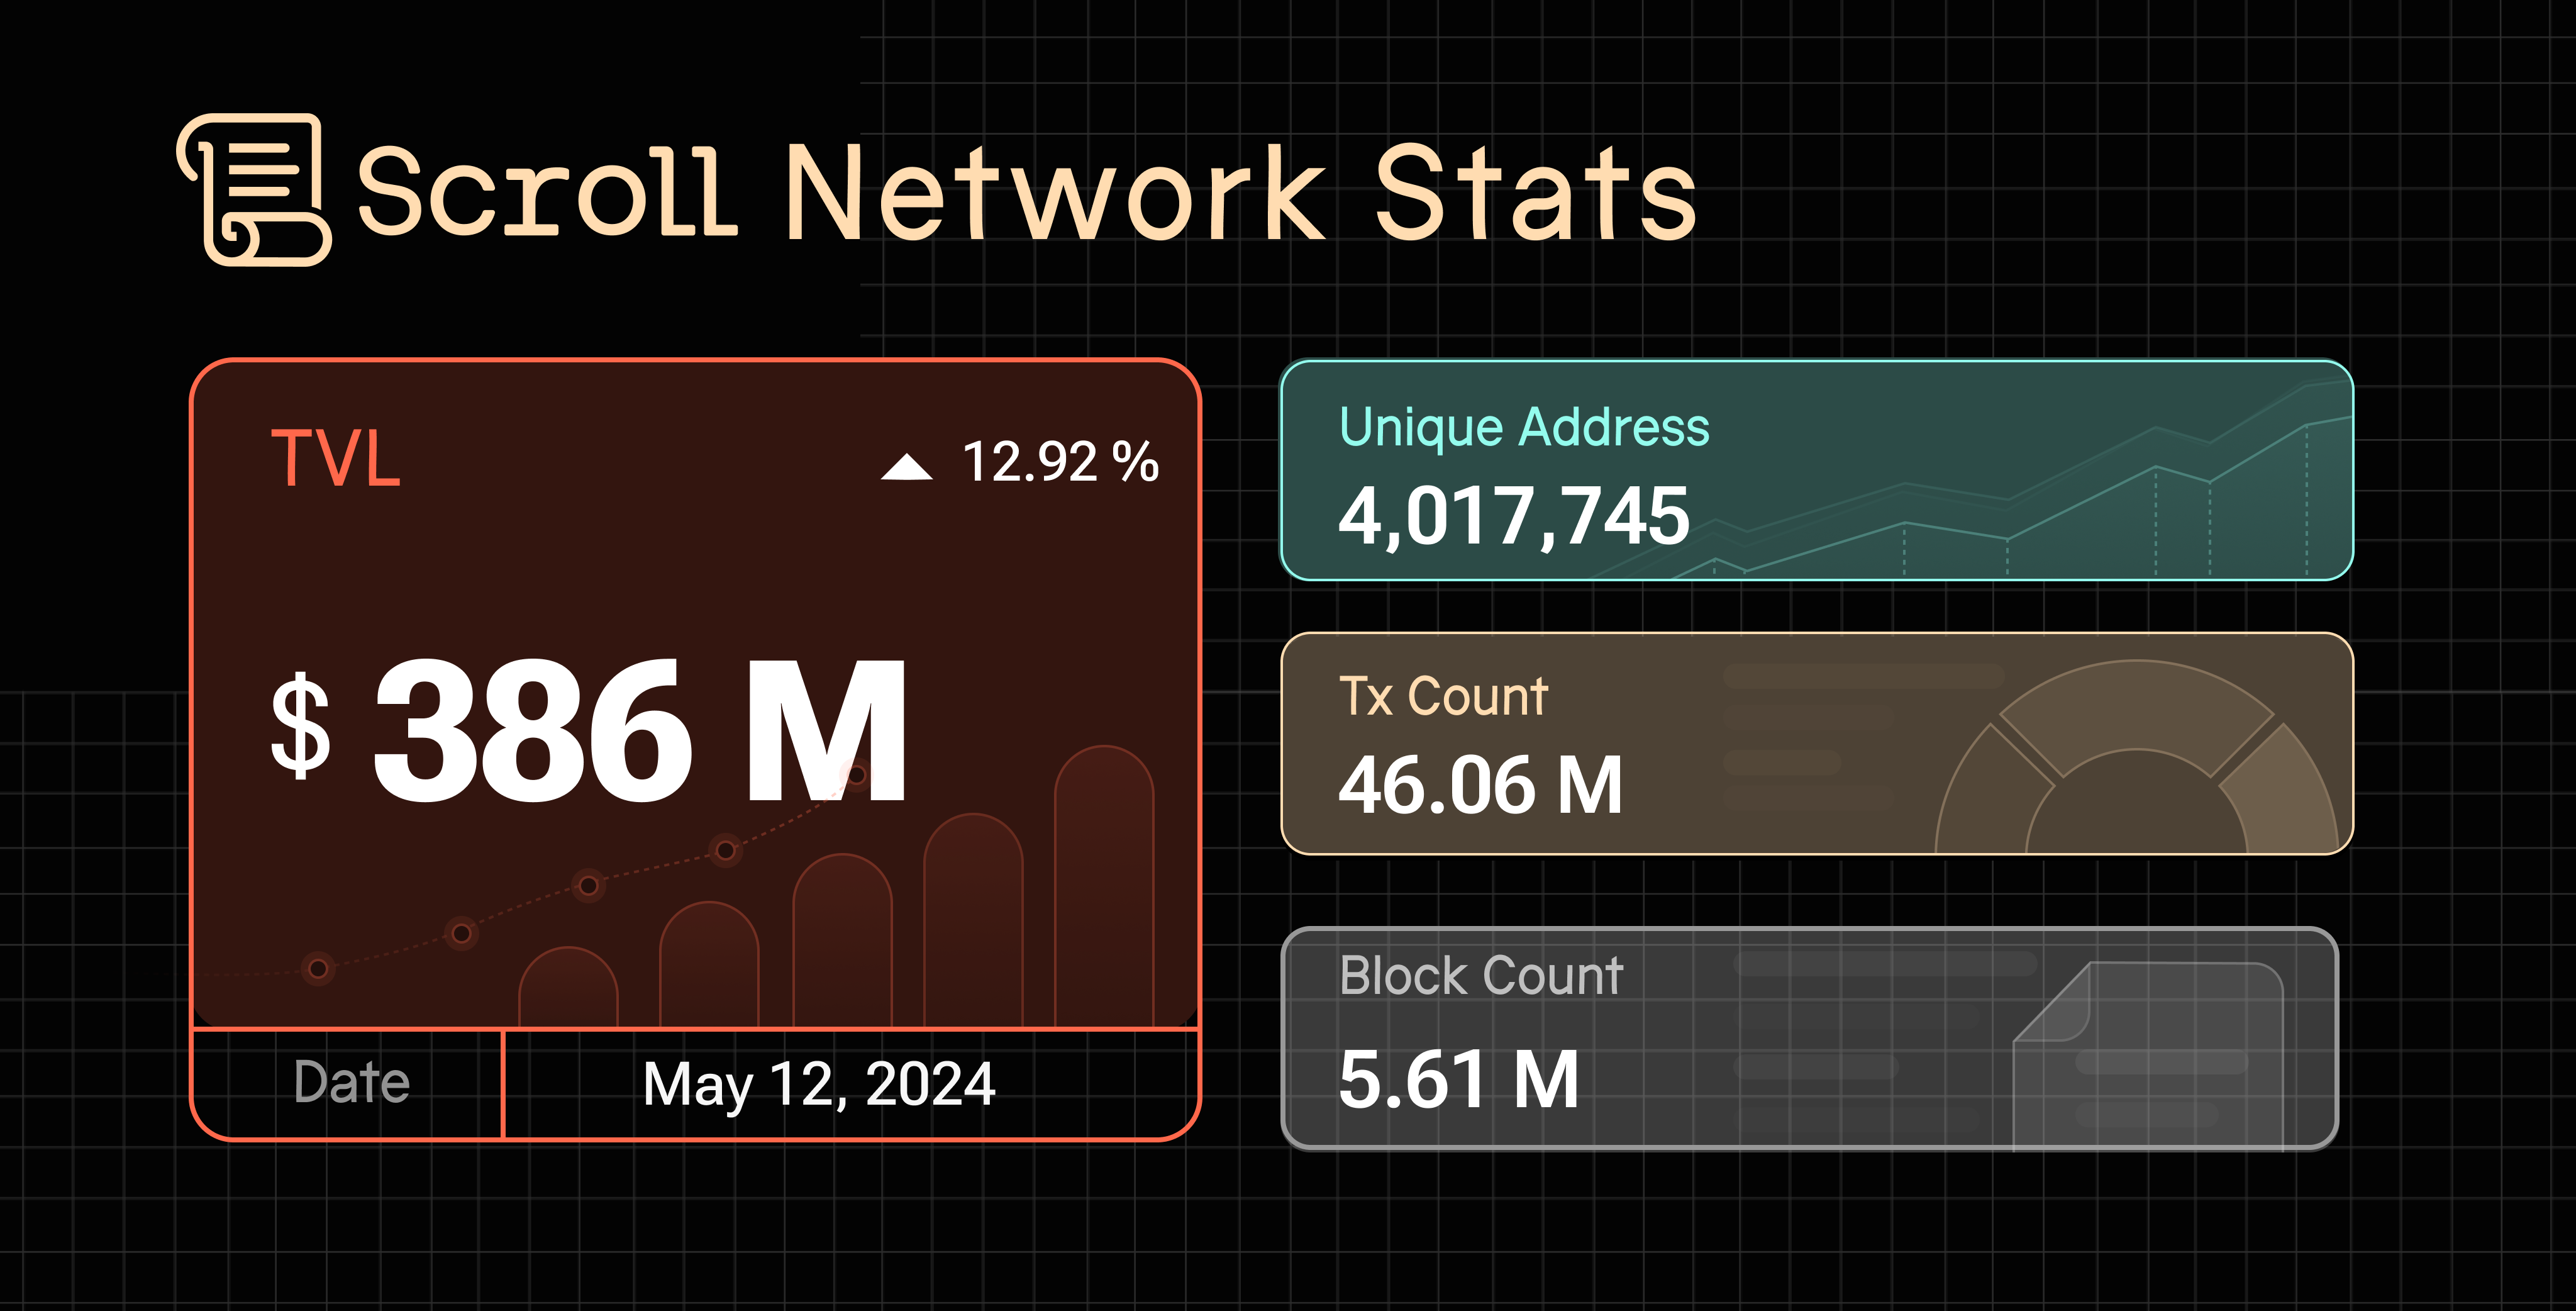 Scroll Network Stats
TVL
12.92 %
$ 386 M
Date
May 12, 2024
Unique Address
4,017,745
Tx Count
46.06 M
Block Count
5.61 M